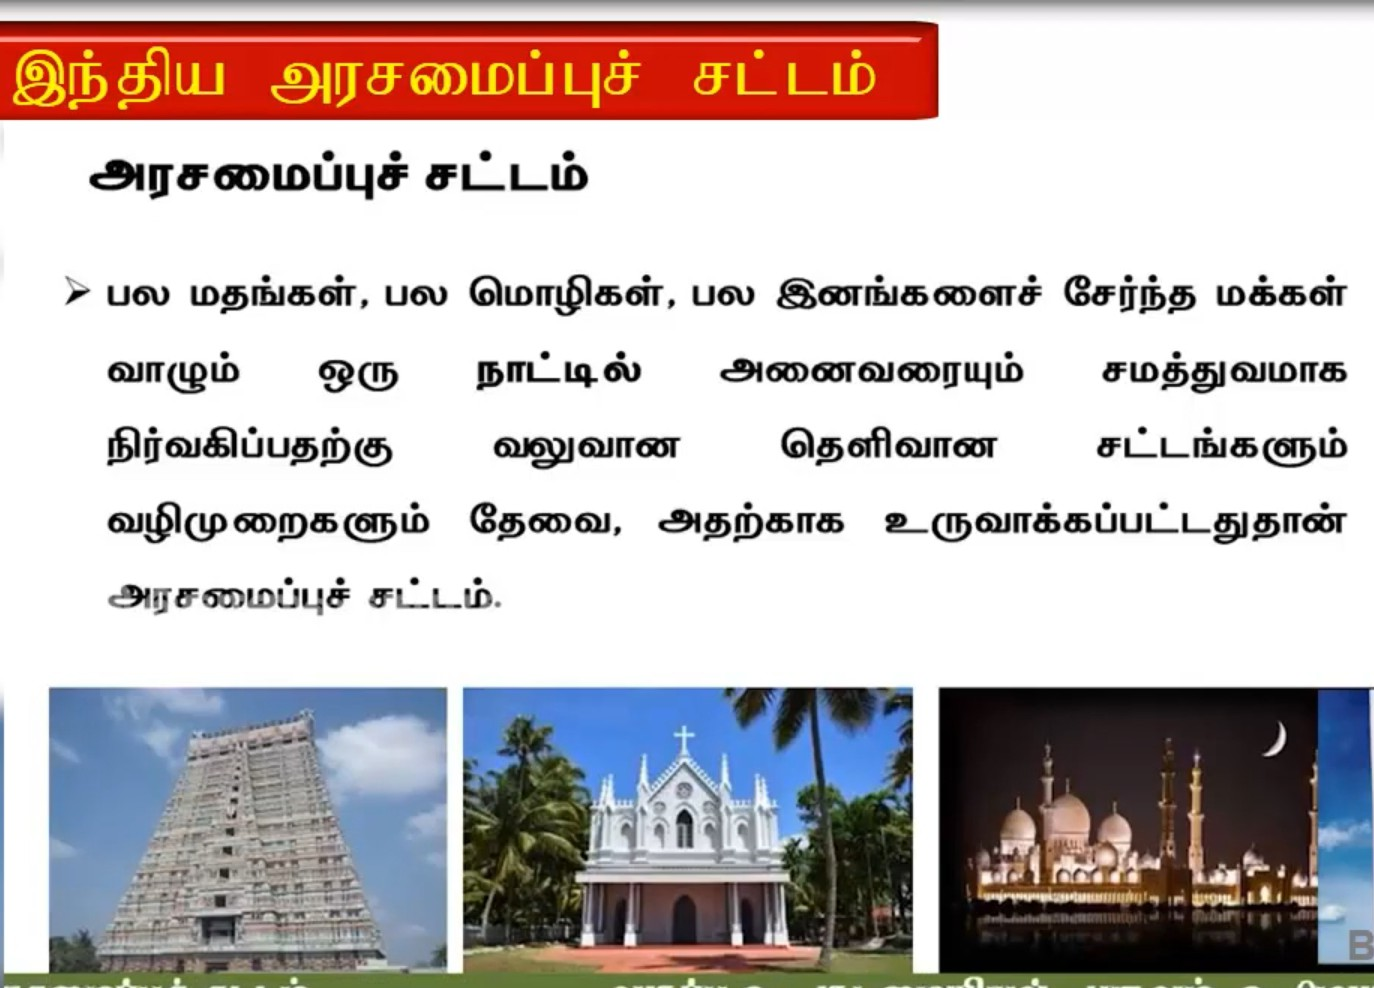 இந்திய அரசமைப்புச் சட்டம்
அரசமைப்புச் சட்டம்
➢ பல மதங்கள், பல மொழிகள், பல இனங்களைச் சேர்ந்த மக்கள்
வாழும் ஒரு நாட்டில் அனைவரையும் சமத்துவமாக
நிர்வகிப்பதற்கு வலுவான தெளிவான சட்டங்களும்
வழிமுறைகளும் தேவை, அதற்காக உருவாக்கப்பட்டதுதான்
அரசமைப்புச் சட்டம்.